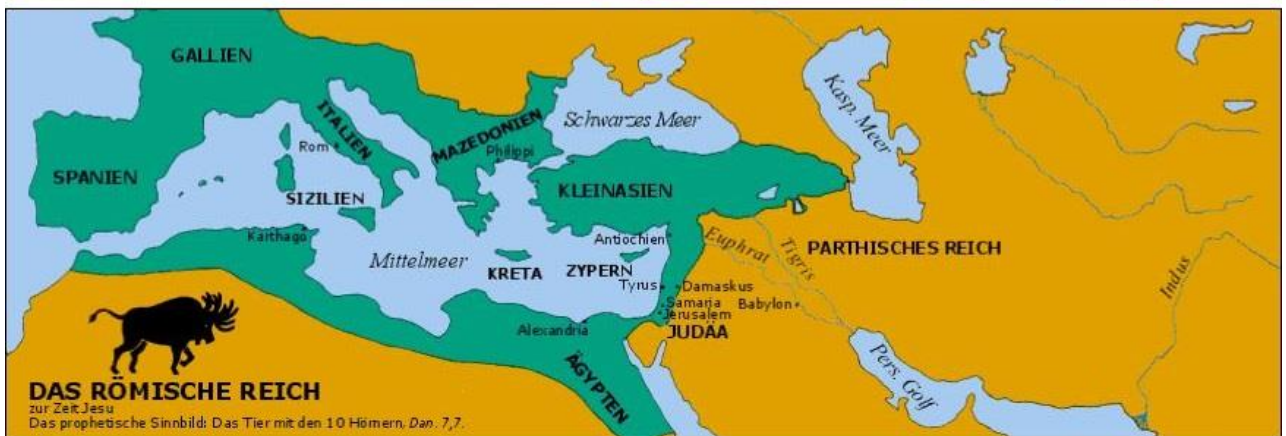 GALLIEN
SPANIEN
ITALIEN
Rom
SIZILIEN
Karthago
Mittelmeer
MAZEDONIEN
Philippi
Schwarzes Meer
Kasp. Meer
KLEINASIEN
KRETA
ZYPERN
Antiochien
Tyrus
Damaskus
Samaria
Jerusalem
JUDÄA
Babylon
Euphrat
Tigris
PARTHISCHES REICH
Indus
Pers. Golf
Alexandria
ÄGYPTEN
DAS RÖMISCHE REICH
zur Zeit Jesu
Das prophetische Sinnbild: Das Tier mit den 10 Hörnern, Dan. 7,7.